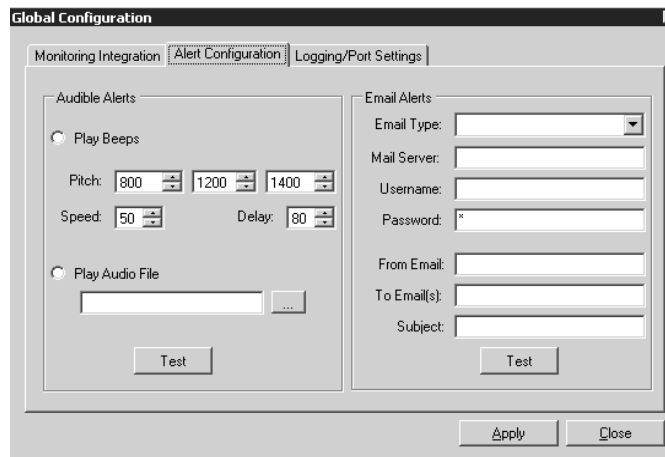 Global Configuration
Monitoring Integration Alert Configuration Logging/Port Settings
Audible Alerts
Play Beeps
Pitch: 800 1200 1400
Speed: 50 Delay: 80
Play Audio File
...
Test
Email Alerts
Email Type:
Mail Server:
Username:
Password: *
From Email:
To Email(s):
Subject:
Test
Apply Close